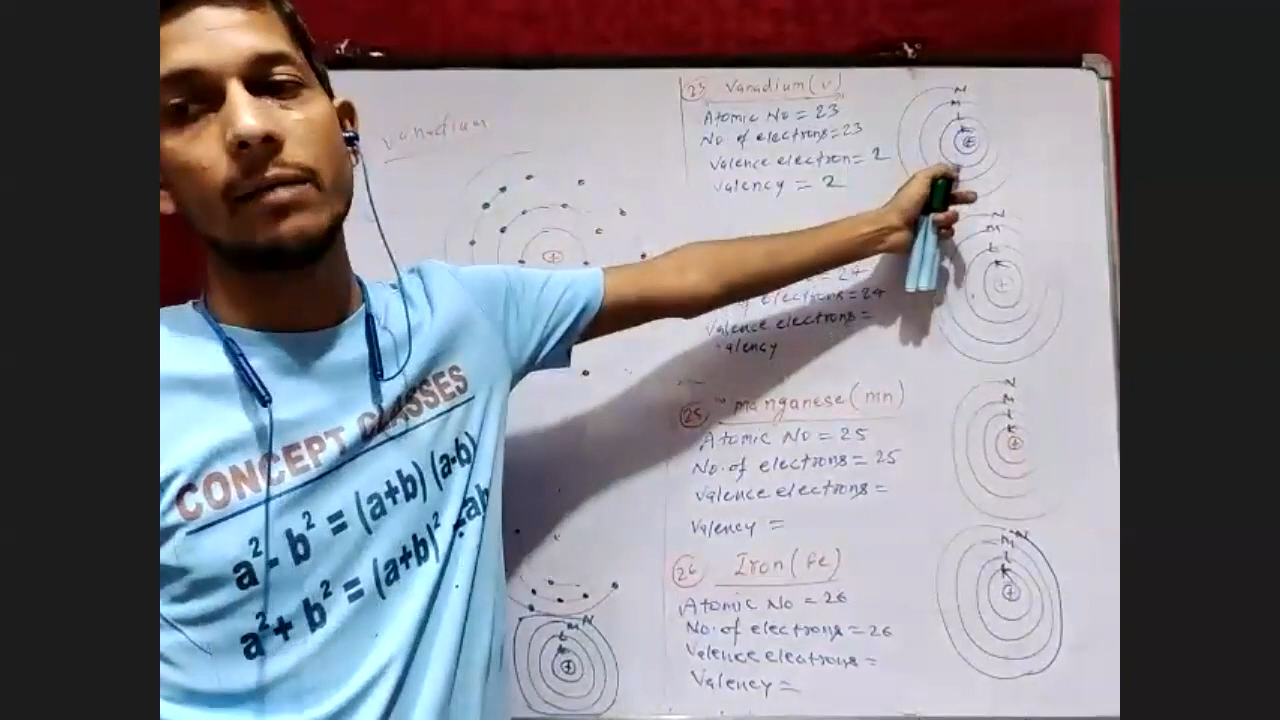 CONCEPT CLASSES
a² - b² = (a+b) (a-b)
a² + b² = (a+b)² -
vanadium
23 Vanadium(v)
Atomic No = 23
No of electrons=23
Valence electron= 2
Valency = 2
N
M
L
K
+
= 24
of electrons=24
Valence electrons=
N
M
L
K
+
25 manganese(mn)
Atomic No = 25
No. of electrons= 25
Valence electrons=
Valency =
N
M
L
K
+
26 Iron(fe)
Atomic No = 26
No. of electrons=26
Valence electrons=
Valency =
M N
L
K
+
+
M N
L
K
+